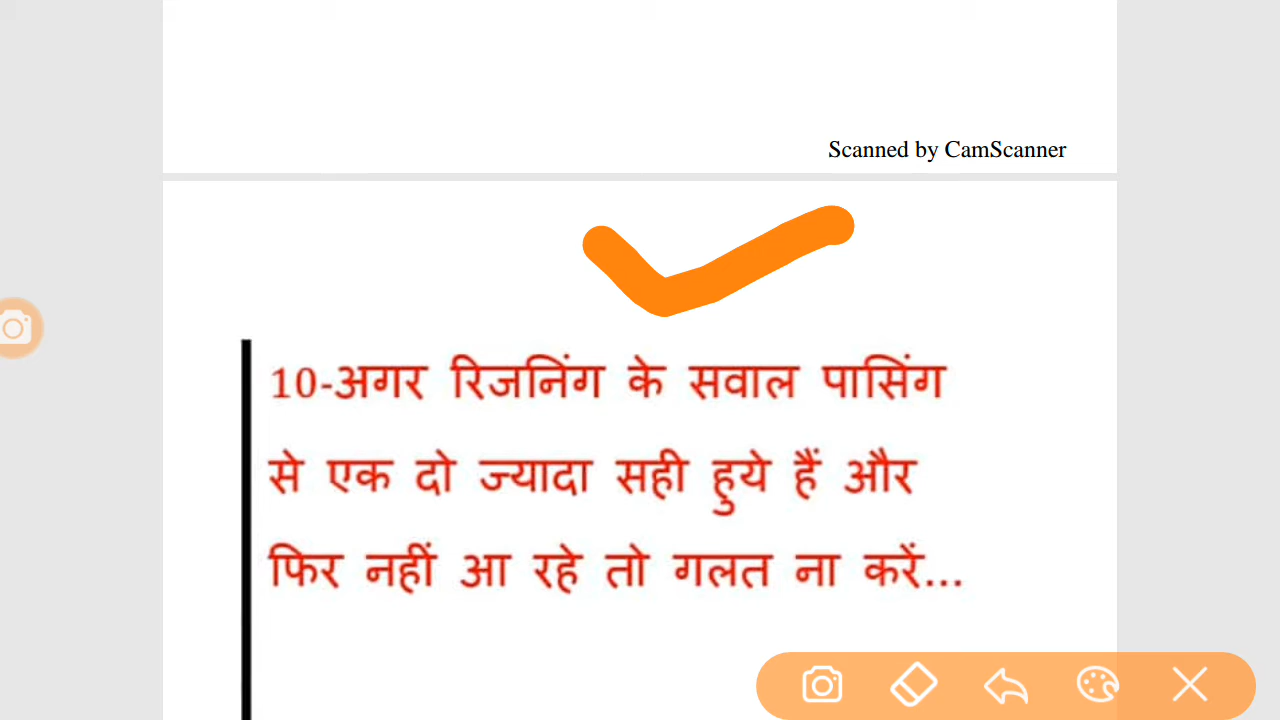 Scanned by CamScanner
10-अगर रिजनिंग के सवाल पासिंग
से एक दो ज्यादा सही हुये हैं और
फिर नहीं आ रहे तो गलत ना करें...